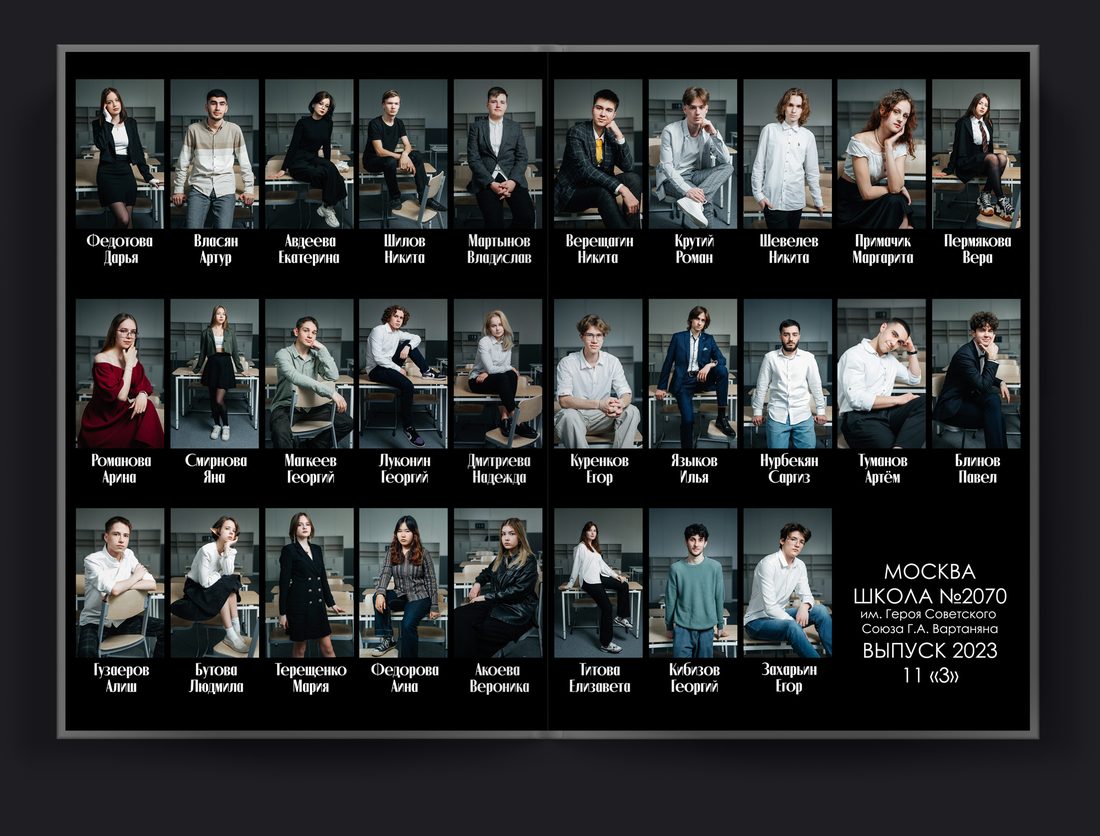 Федотова
Дарья
Власян
Артур
Авдеева
Екатерина
Шилов
Никита
Мартынов
Владислав
Верещагин
Никита
Крутий
Роман
Шевелев
Никита
Примачик
Маргарита
Пермякова
Вера
Романова
Арина
Смирнова
Яна
Магкеев
Георгий
Луконин
Георгий
Дмитриева
Надежда
Куренков
Егор
Языков
Илья
Нурбекян
Саргиз
Туманов
Артём
Блинов
Павел
Гузаеров
Алиш
Бутова
Людмила
Терещенко
Мария
Федорова
Аина
Акоева
Вероника
Титова
Елизавета
Кибизов
Георгий
Захарьин
Егор
МОСКВА
ШКОЛА №2070
им. Героя Советского
Союза Г.А. Вартаняна
ВЫПУСК 2023
11 «З»